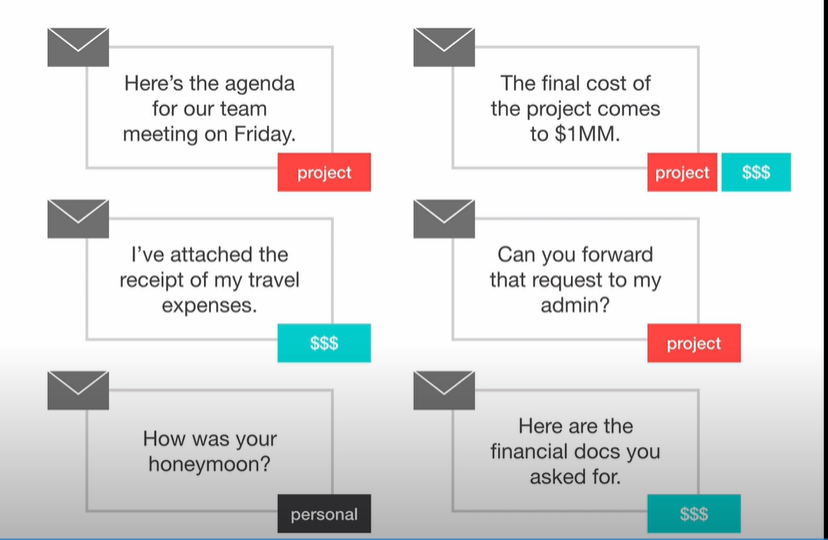 Here's the agenda
for our team
meeting on Friday.
project
The final cost of
the project comes
to $1MM.
project
$$$
I've attached the
receipt of my travel
expenses.
$$$
Can you forward
that request to my
admin?
project
How was your
honeymoon?
personal
Here are the
financial docs you
asked for.
$$$